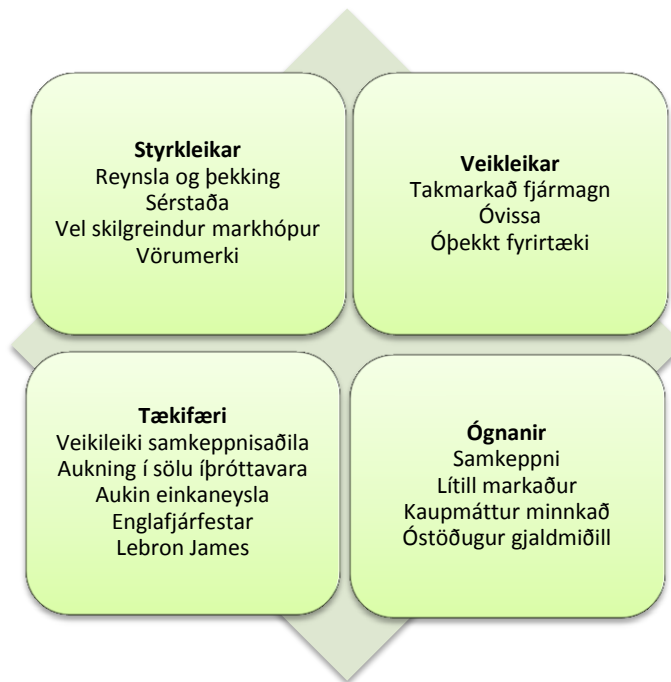 Styrkleikar
Reynsla og þekking
Sérstaða
Vel skilgreindur markhópur
Vörumerki
Veikleikar
Takmarkað fjármagn
Óvissa
Óþekkt fyrirtæki
Tækifæri
Veikileiki samkeppnisaðila
Aukning í sölu íþróttavara
Aukin einkaneysla
Englafjárfestar
Lebron James
Ógnanir
Samkeppni
Lítill markaður
Kaupmáttur minnkað
Óstöðugur gjaldmiðill